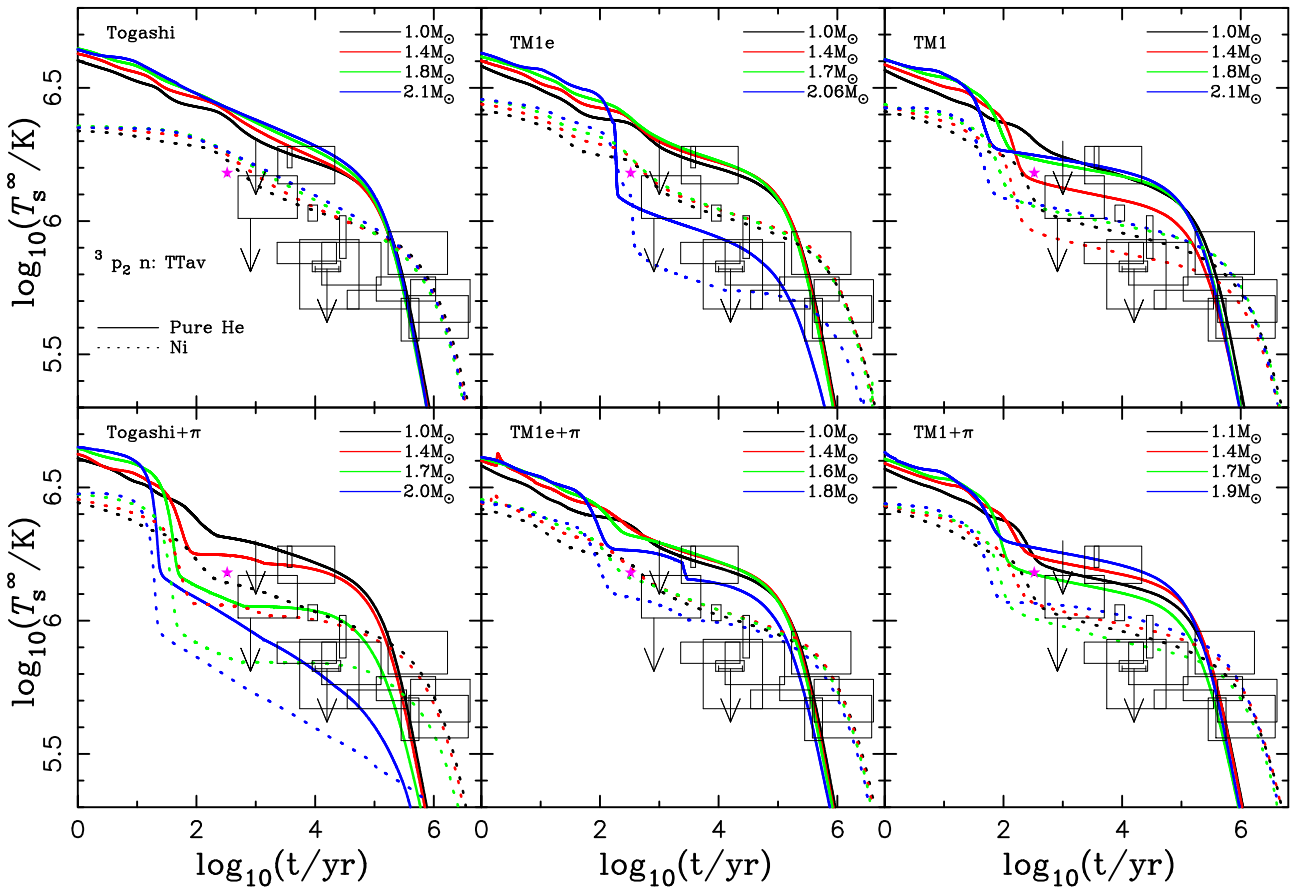 Togashi
1.0M⊙
1.4M⊙
1.8M⊙
2.1M⊙
³ p₂ n: TTav
Pure He
Ni
TM1e
1.0M⊙
1.4M⊙
1.7M⊙
2.06M⊙
TM1
1.0M⊙
1.4M⊙
1.8M⊙
2.1M⊙
log₁₀(Tₛ^∞/K)
6.5
6
5.5
Togashi+π
1.0M⊙
1.4M⊙
1.7M⊙
2.0M⊙
TM1e+π
1.0M⊙
1.4M⊙
1.6M⊙
1.8M⊙
TM1+π
1.1M⊙
1.4M⊙
1.7M⊙
1.9M⊙
log₁₀(Tₛ^∞/K)
6.5
6
5.5
0 2 4 6 0 2 4 6 0 2 4 6
log₁₀(t/yr) log₁₀(t/yr) log₁₀(t/yr)